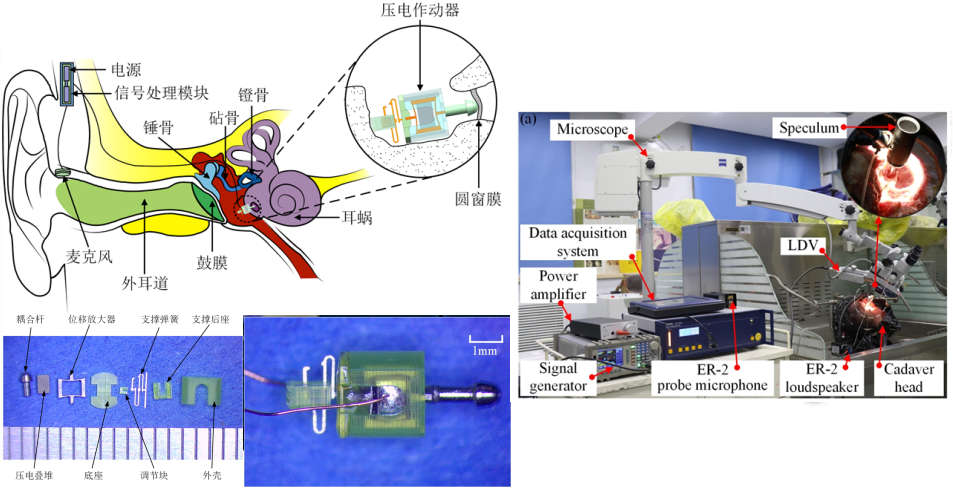 压电作动器
电源
信号处理模块
镫骨
砧骨
锤骨
圆窗膜
耳蜗
麦克风
外耳道
鼓膜
耦合杆
位移放大器
支撑弹簧
支撑后座
压电叠堆
底座
调节块
外壳
1mm
(a)
Microscope
Speculum
Data acquisition
system
LDV
Power
amplifier
Signal
generator
ER-2
probe microphone
ER-2
loudspeaker
Cadaver
head